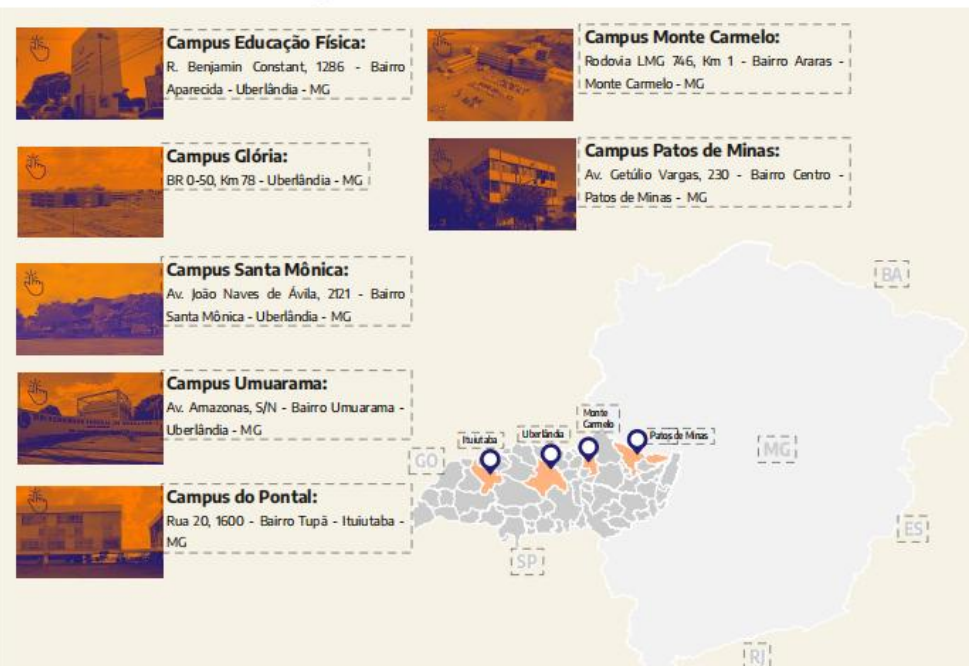 Campus Educação Física:
R. Benjamin Constant, 1286 - Bairro
Aparecida - Uberlândia - MG
Campus Glória:
BR 0-50, Km 78 - Uberlândia - MG
Campus Santa Mônica:
Av. João Naves de Ávila, 2121 - Bairro
Santa Mônica - Uberlândia - MG
Campus Umuarama:
Av. Amazonas, S/N - Bairro Umuarama -
Uberlândia - MG
Campus do Pontal:
Rua 20, 1600 - Bairro Tupã - Ituiutaba -
MG
Campus Monte Carmelo:
Rodovia LMG 746, Km 1 - Bairro Araras -
Monte Carmelo - MG
Campus Patos de Minas:
Av. Getúlio Vargas, 230 - Bairro Centro -
Patos de Minas - MG
BA
Monte
Carmelo
Ituiutaba
Uberlândia
Patos de Minas
GO
MG
ES
SP
RJ